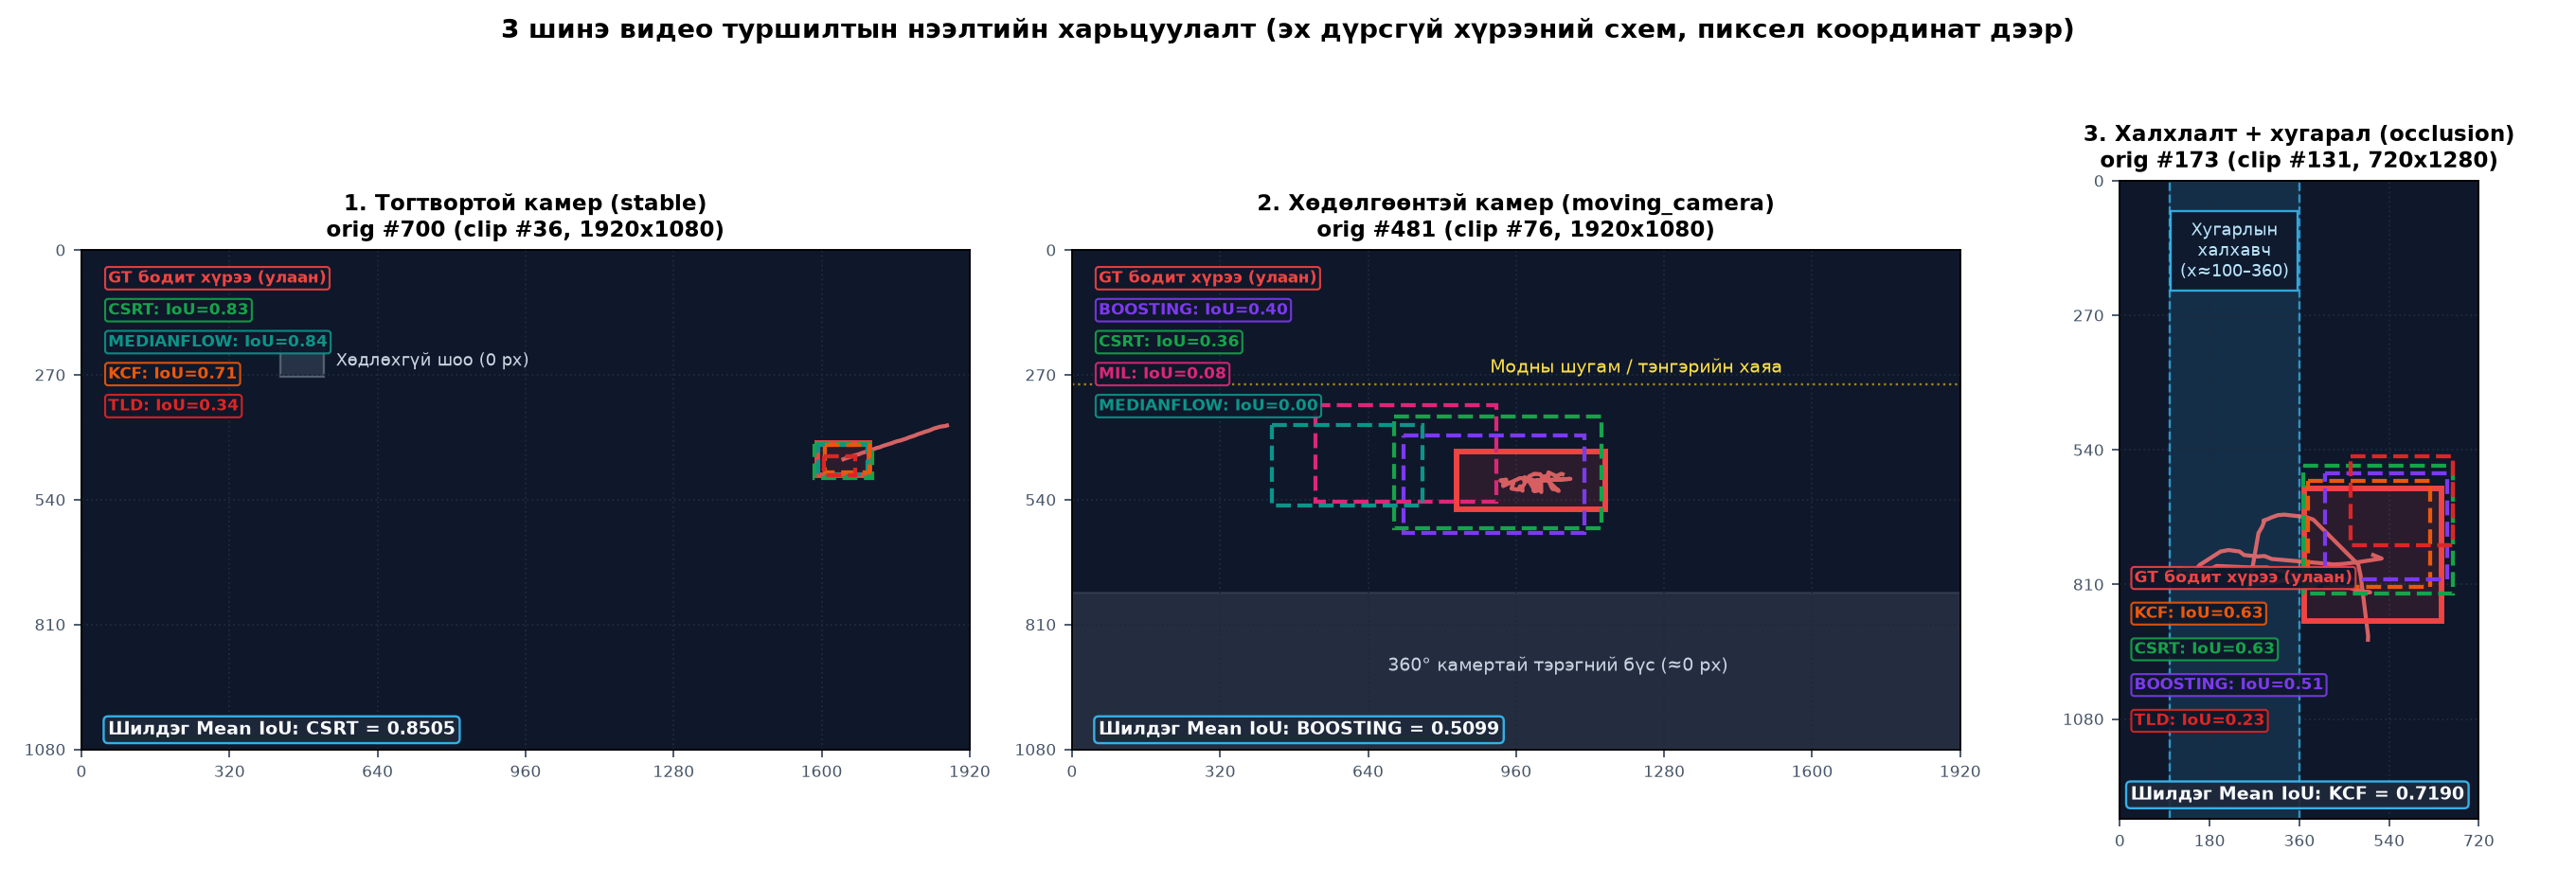 3 шинэ видео туршилтын нээлтийн харьцуулалт (эх дүрсгүй хүрээний схем, пиксел координат дээр)
1. Тогтвортой камер (stable)
orig #700 (clip #36, 1920x1080)
0
270
540
810
1080
GT бодит хүрээ (улаан)
CSRT: IoU=0.83
MEDIANFLOW: IoU=0.84
Хөдлөхгүй шоо (0 px)
KCF: IoU=0.71
TLD: IoU=0.34
Шилдэг Mean IoU: CSRT = 0.8505
0 320 640 960 1280 1600 1920
2. Хөдөлгөөнтэй камер (moving_camera)
orig #481 (clip #76, 1920x1080)
0
270
540
810
1080
GT бодит хүрээ (улаан)
BOOSTING: IoU=0.40
CSRT: IoU=0.36
MIL: IoU=0.08
Модны шугам / тэнгэрийн хаяа
MEDIANFLOW: IoU=0.00
360° камертай тэрэгний бүс (≈0 px)
Шилдэг Mean IoU: BOOSTING = 0.5099
0 320 640 960 1280 1600 1920
3. Халхлалт + хугарал (occlusion)
orig #173 (clip #131, 720x1280)
0
270
540
810
1080
Хугарлын
халхавч
(x≈100–360)
GT бодит хүрээ (улаан)
KCF: IoU=0.63
CSRT: IoU=0.63
BOOSTING: IoU=0.51
TLD: IoU=0.23
Шилдэг Mean IoU: KCF = 0.7190
0 180 360 540 720